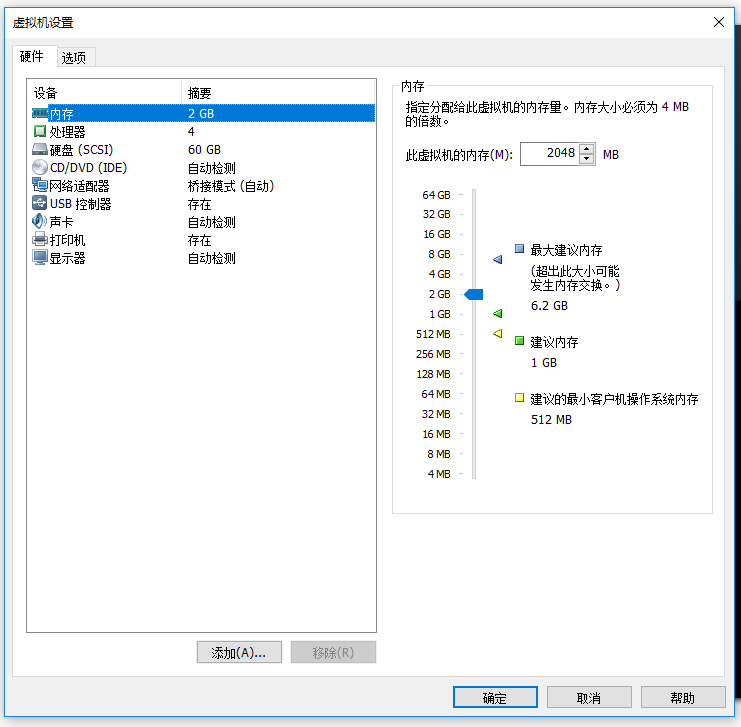 虚拟机设置
硬件
选项
设备 摘要
内存 2 GB
处理器 4
硬盘 (SCSI) 60 GB
CD/DVD (IDE) 自动检测
网络适配器 桥接模式 (自动)
USB 控制器 存在
声卡 自动检测
打印机 存在
显示器 自动检测
添加(A)...
移除(R)
内存
指定分配给此虚拟机的内存量。内存大小必须为 4 MB
的倍数。
此虚拟机的内存(M): 2048 MB
64 GB
32 GB
16 GB
8 GB
4 GB
2 GB
1 GB
512 MB
256 MB
128 MB
64 MB
32 MB
16 MB
8 MB
4 MB
最大建议内存
(超出此大小可能
发生内存交换。)
6.2 GB
建议内存
1 GB
建议的最小客户机操作系统内存
512 MB
确定
取消
帮助